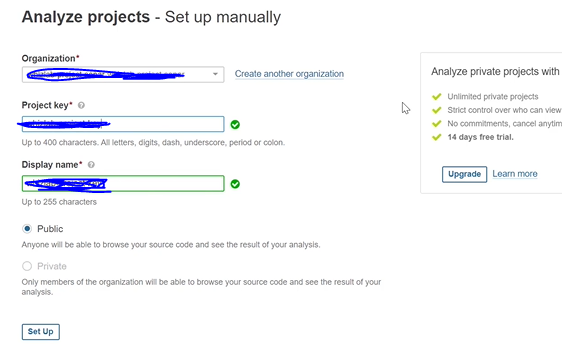 Analyze projects - Set up manually
Organization*
Create another organization
Project key*
Up to 400 characters. All letters, digits, dash, underscore, period or colon.
Display name*
Up to 255 characters
Public
Anyone will be able to browse your source code and see the result of your analysis.
Private
Only members of the organization will be able to browse your source code and see the result of your
analysis.
Set Up
Analyze private projects with
Unlimited private projects
Strict control over who can view
No commitments, cancel anytim
14 days free trial.
Upgrade
Learn more